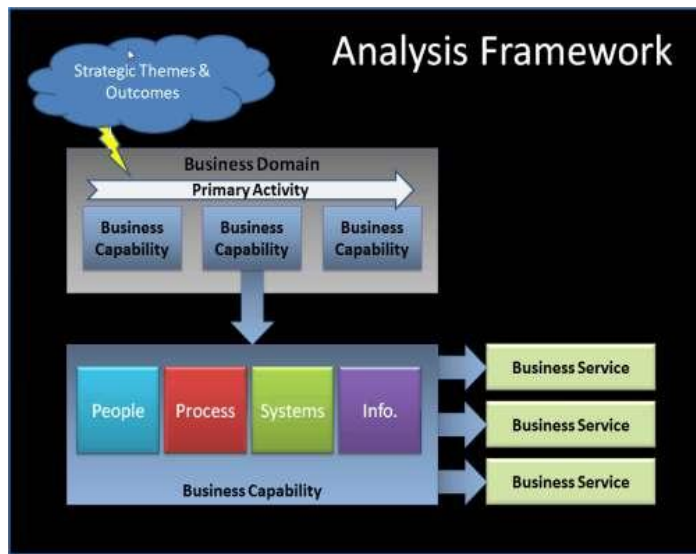 Analysis Framework
Strategic Themes &
Outcomes
Business Domain
Primary Activity
Business
Capability
Business
Capability
Business
Capability
People
Process
Systems
Info.
Business Capability
Business Service
Business Service
Business Service